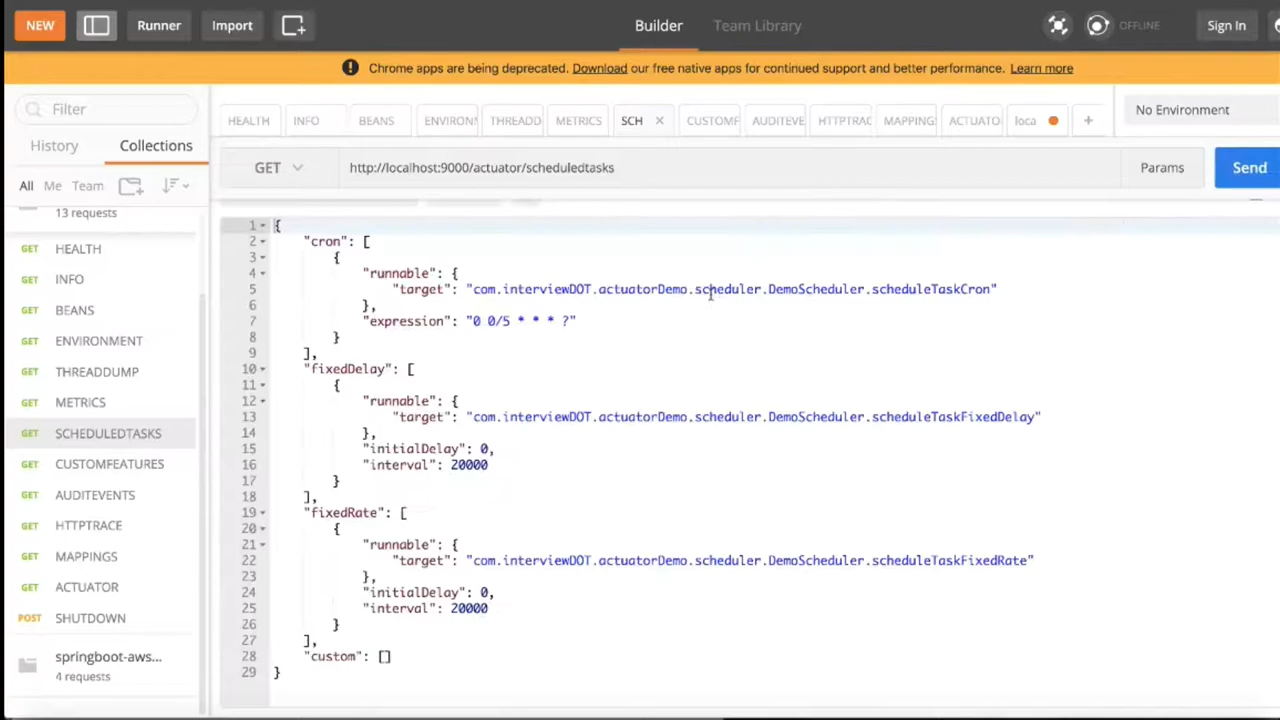 NEW
Runner
Import
Builder
Team Library
OFFLINE
Sign In
Chrome apps are being deprecated. Download our free native apps for continued support and better performance. Learn more
Filter
HEALTH
INFO
BEANS
ENVIRON
THREADD
METRICS
SCH
CUSTOMF
AUDITEVE
HTTPTRAC
MAPPING
ACTUATO
loca
No Environment
History
Collections
GET
http://localhost:9000/actuator/scheduledtasks
Params
Send
All Me Team
13 requests
GET HEALTH
GET INFO
GET BEANS
GET ENVIRONMENT
GET THREADDUMP
GET METRICS
GET SCHEDULEDTASKS
GET CUSTOMFEATURES
GET AUDITEVENTS
GET HTTPTRACE
GET MAPPINGS
GET ACTUATOR
POST SHUTDOWN
springboot-aws...
4 requests
1 {
2 "cron": [
3 {
4 "runnable": {
5 "target": "com.interviewDOT.actuatorDemo.scheduler.DemoScheduler.scheduleTaskCron"
6 },
7 "expression": "0 0/5 * * * ?"
8 }
9 ],
10 "fixedDelay": [
11 {
12 "runnable": {
13 "target": "com.interviewDOT.actuatorDemo.scheduler.DemoScheduler.scheduleTaskFixedDelay"
14 },
15 "initialDelay": 0,
16 "interval": 20000
17 }
18 ],
19 "fixedRate": [
20 {
21 "runnable": {
22 "target": "com.interviewDOT.actuatorDemo.scheduler.DemoScheduler.scheduleTaskFixedRate"
23 },
24 "initialDelay": 0,
25 "interval": 20000
26 }
27 ],
28 "custom": []
29 }